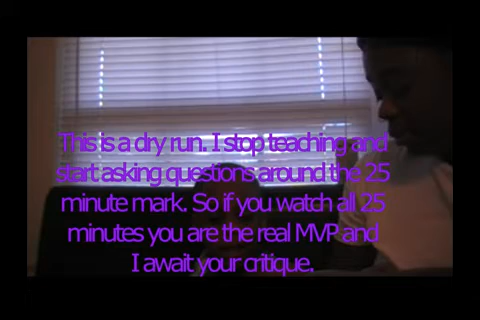 This is a dry run. I stop teaching and
start asking questions around the 25
minute mark. So if you watch all 25
minutes you are the real MVP and
I await your critique.